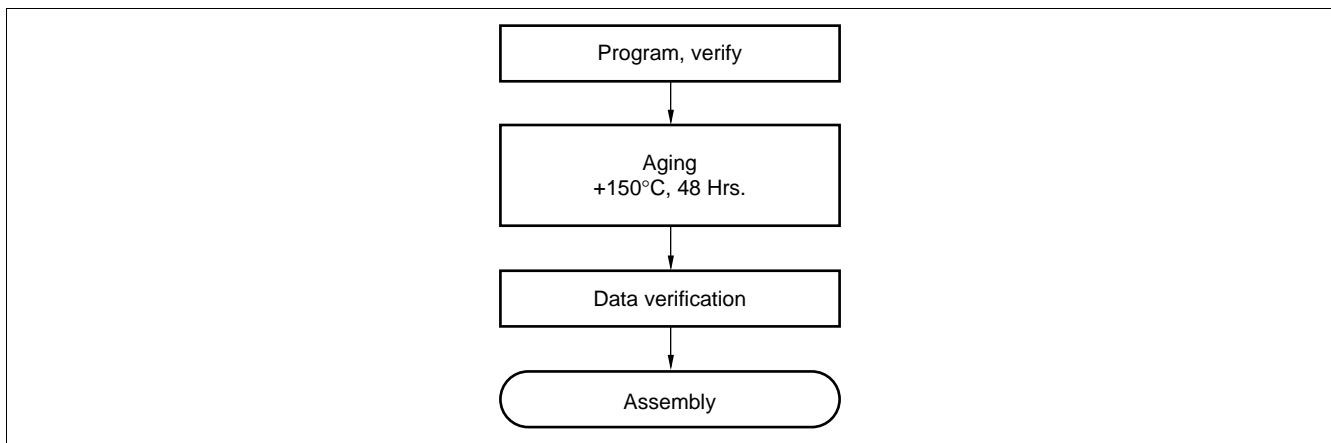 Program, verify
Aging
+150°C, 48 Hrs.
Data verification
Assembly